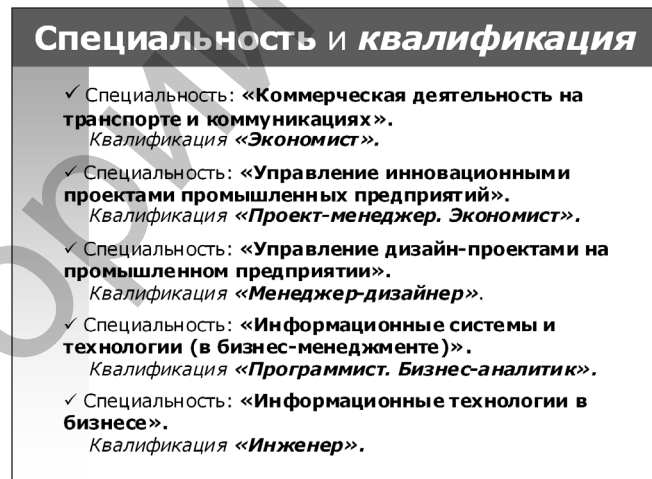 Специальность и квалификация
✓ Специальность: «Коммерческая деятельность на
транспорте и коммуникациях».
Квалификация «Экономист».
✓ Специальность: «Управление инновационными
проектами промышленных предприятий».
Квалификация «Проект-менеджер. Экономист».
✓ Специальность: «Управление дизайн-проектами на
промышленном предприятии».
Квалификация «Менеджер-дизайнер».
✓ Специальность: «Информационные системы и
технологии (в бизнес-менеджменте)».
Квалификация «Программист. Бизнес-аналитик».
✓ Специальность: «Информационные технологии в
бизнесе».
Квалификация «Инженер».